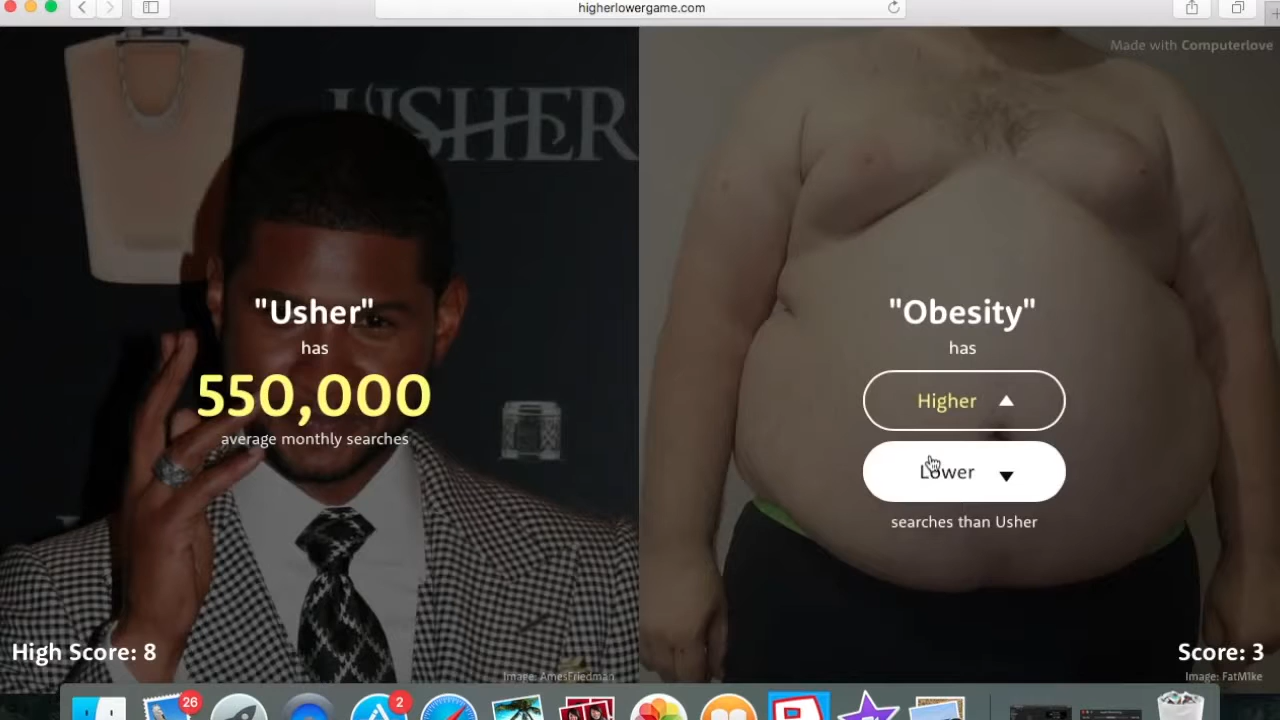 higherlowergame.com
Made with Computerlove
USHER
"Usher"
has
550,000
average monthly searches
"Obesity"
has
Higher
Lower
searches than Usher
High Score: 8
Score: 3
Image: AmesFriedman
Image: FatM1ke
26
2